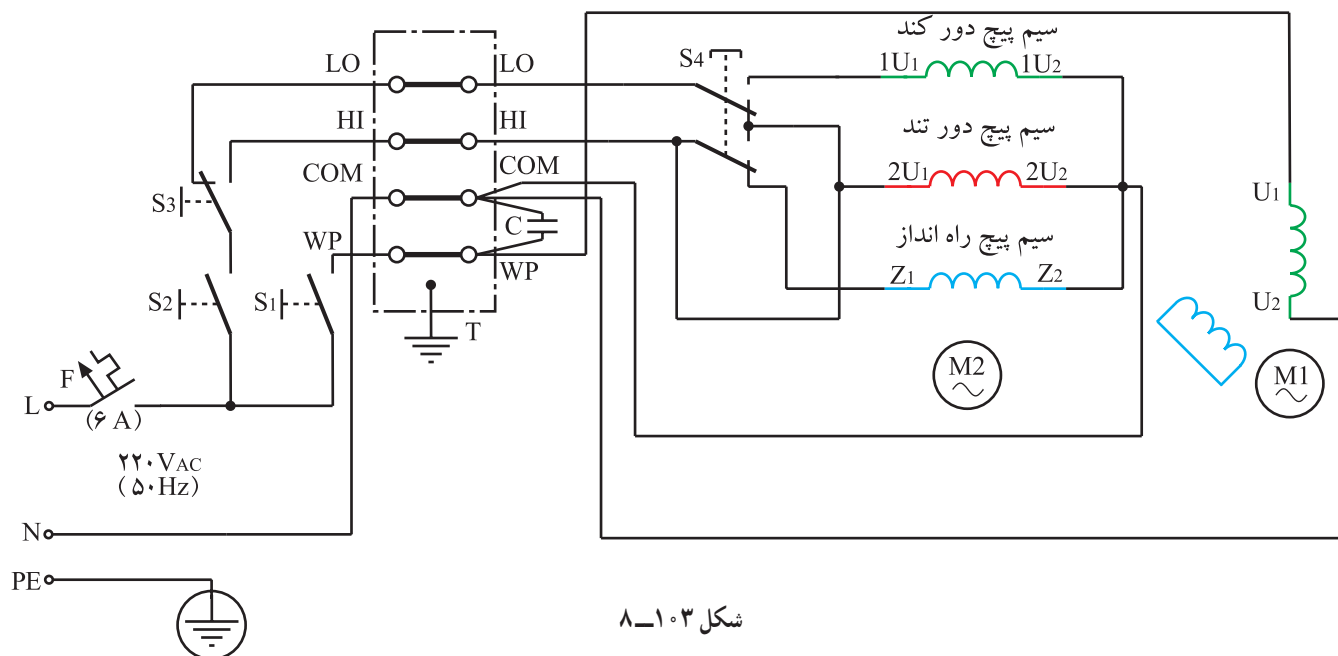 سیم پیچ دور کند
S4
1U1
1U2
LO
LO
HI
HI
سیم پیچ دور تند
COM
COM
2U1
2U2
U1
S3
C
WP
WP
سیم پیچ راه انداز
Z1
Z2
S2
S1
U2
T
M2
M1
F
L
(۶ A)
۲۲۰VAC
(۵۰Hz)
N
PE
شکل ۱۰۳ــ۸